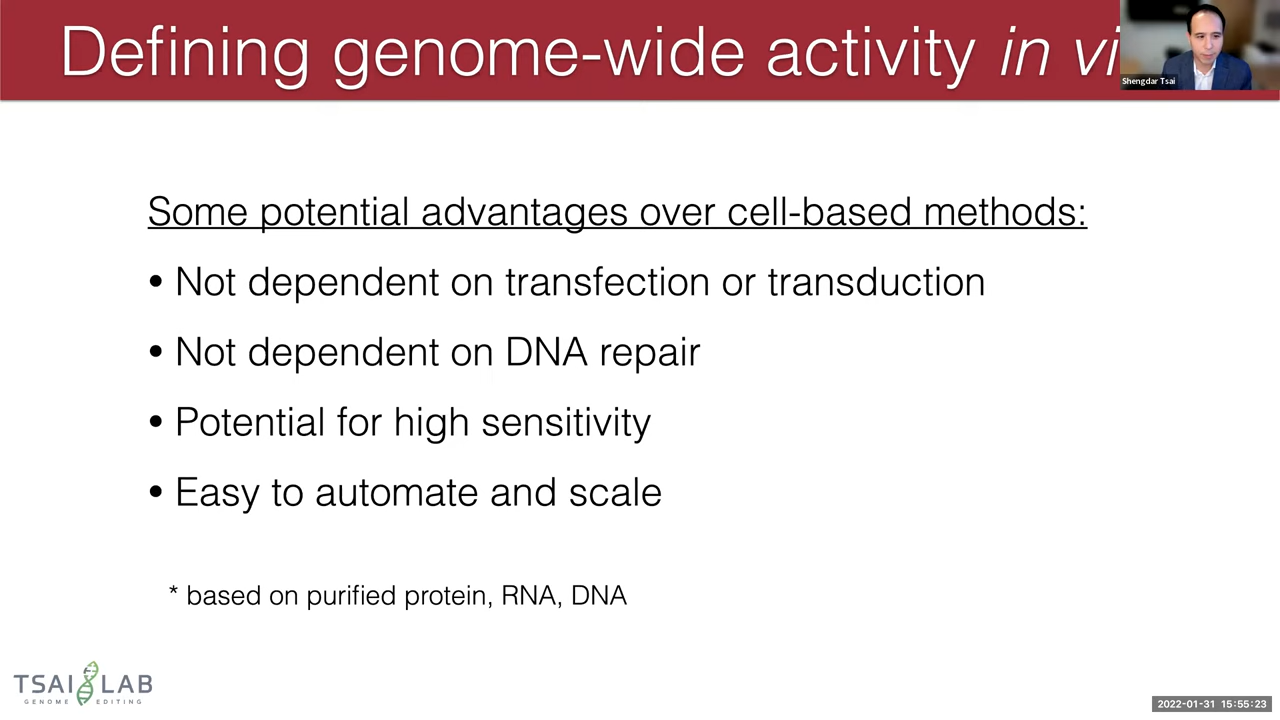 Defining genome-wide activity in vi
Shengdar Tsai
Some potential advantages over cell-based methods:
• Not dependent on transfection or transduction
• Not dependent on DNA repair
• Potential for high sensitivity
• Easy to automate and scale
* based on purified protein, RNA, DNA
TSAI LAB
GENOME EDITING
2022-01-31 15:55:23